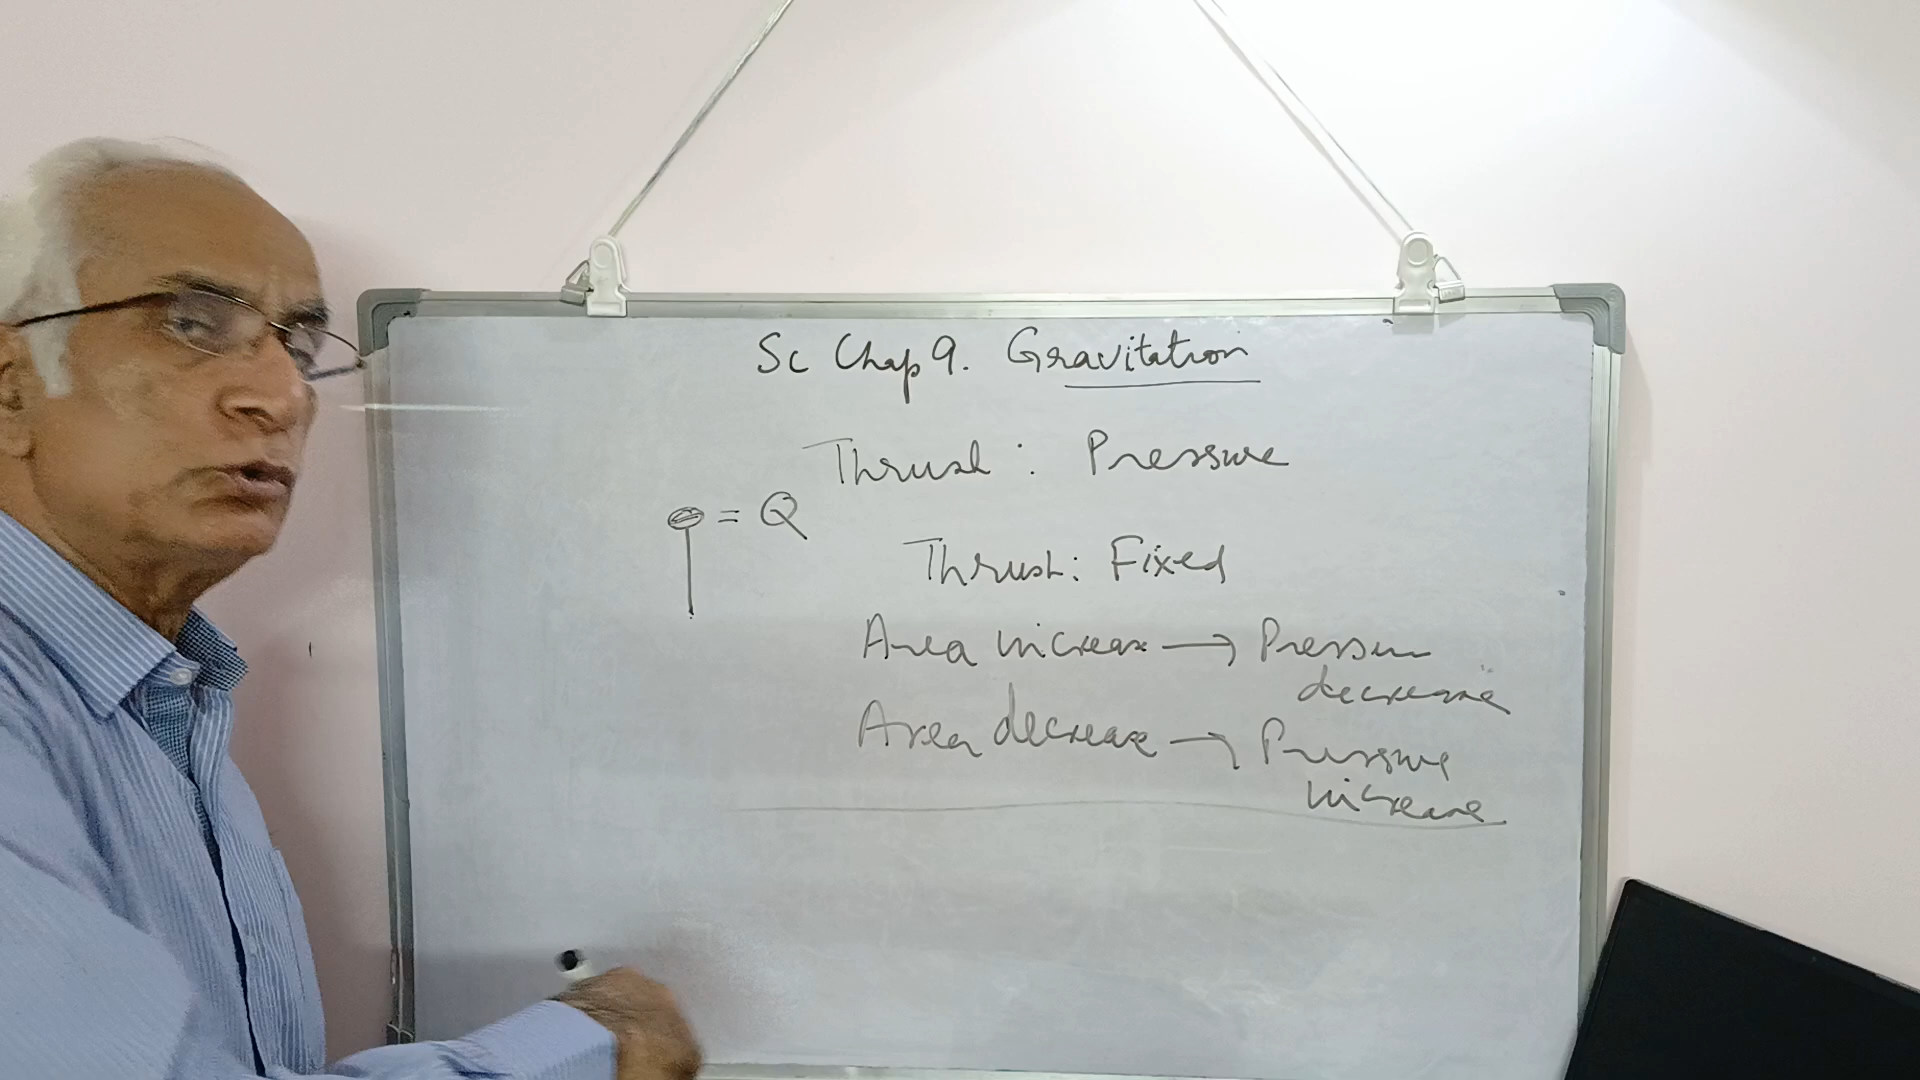 Sc Chap 9. Gravitation
Thrust : Pressure
= Q
Thrust: Fixed
Area increase → Pressure
decrease
Area decrease → Pressure
increase